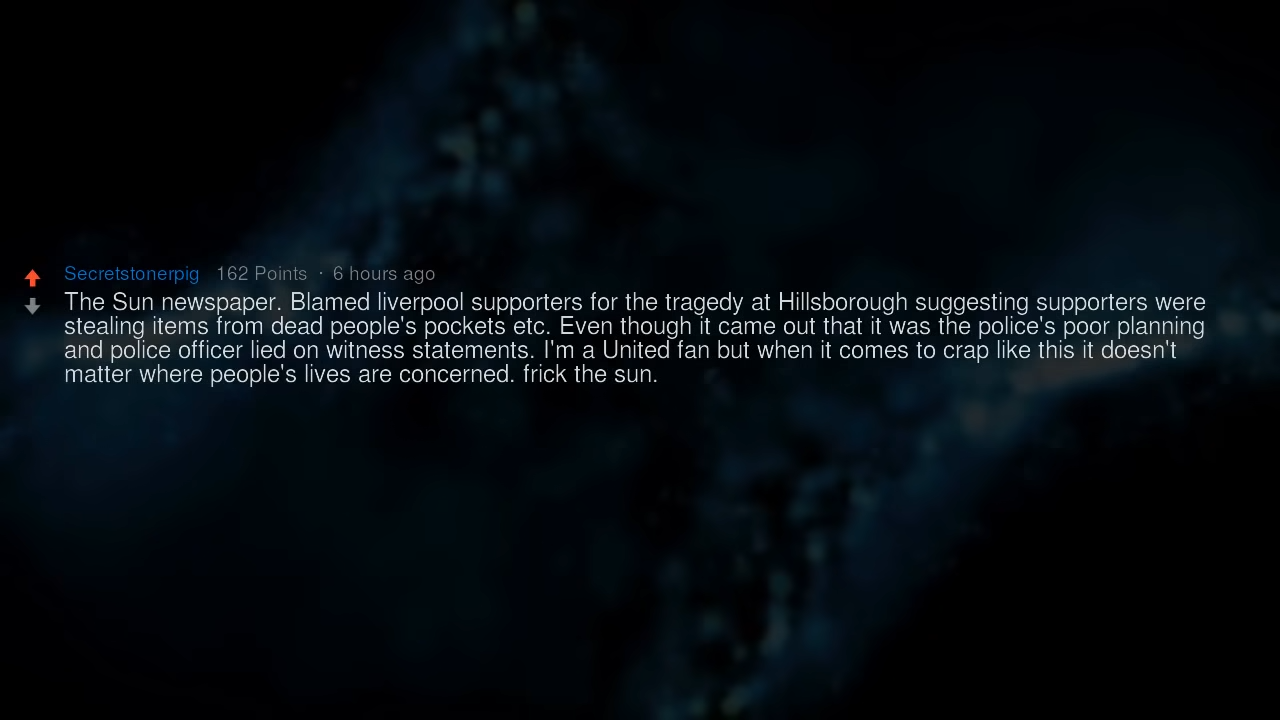 Secretstonerpig 162 Points · 6 hours ago
The Sun newspaper. Blamed liverpool supporters for the tragedy at Hillsborough suggesting supporters were
stealing items from dead people's pockets etc. Even though it came out that it was the police's poor planning
and police officer lied on witness statements. I'm a United fan but when it comes to crap like this it doesn't
matter where people's lives are concerned. frick the sun.